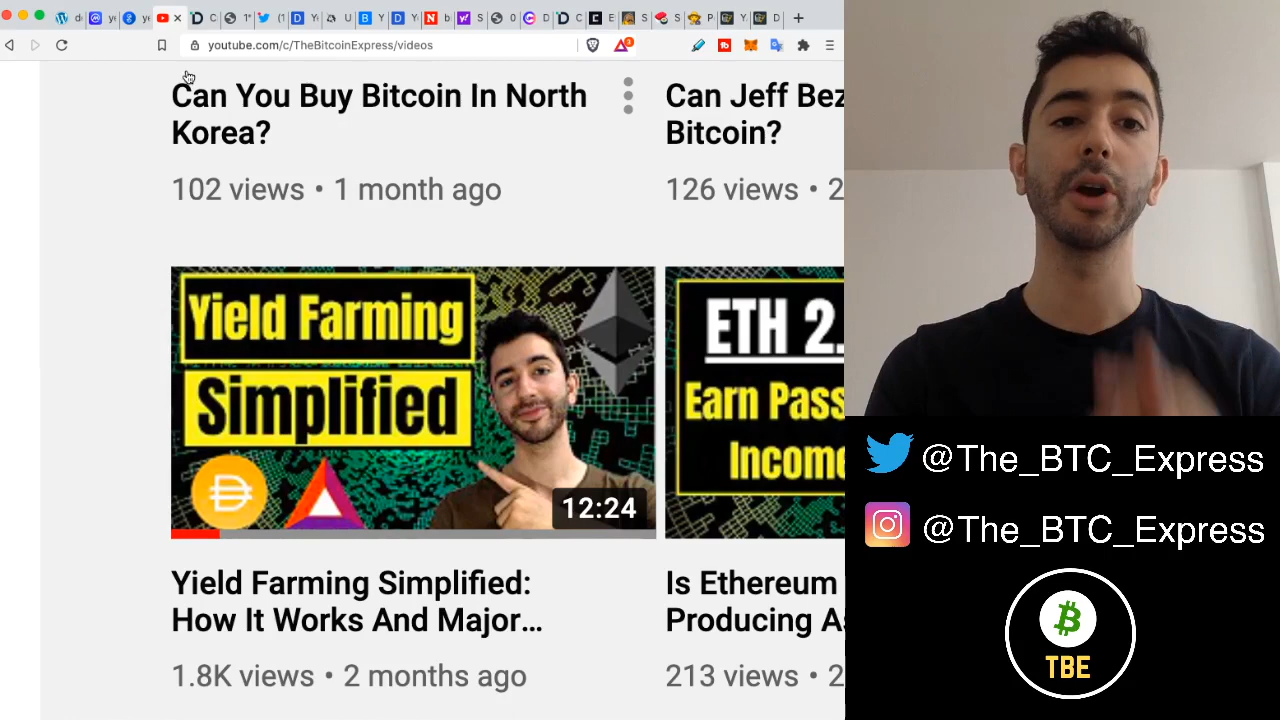 youtube.com/c/TheBitcoinExpress/videos
Can You Buy Bitcoin In North
Korea?
102 views • 1 month ago
Can Jeff Bez
Bitcoin?
126 views • 2
Yield Farming
Simplified
12:24
ETH 2.
Earn Pass
Income
Yield Farming Simplified:
How It Works And Major...
1.8K views • 2 months ago
Is Ethereum
Producing As
213 views • 2
@The_BTC_Express
@The_BTC_Express
TBE